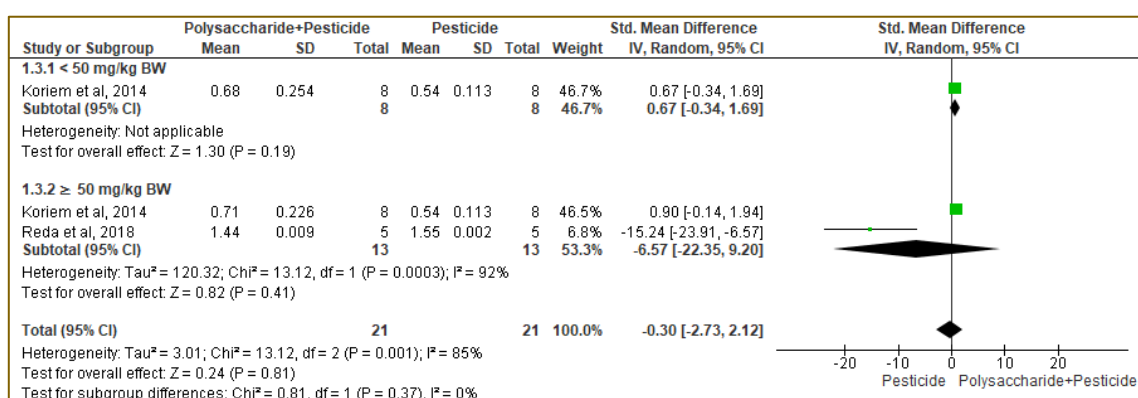 Polysaccharide+Pesticide Pesticide Std. Mean Difference Std. Mean Difference
Study or Subgroup Mean SD Total Mean SD Total Weight IV, Random, 95% CI IV, Random, 95% CI
1.3.1 < 50 mg/kg BW
Koriem et al, 2014 0.68 0.254 8 0.54 0.113 8 46.7% 0.67 [-0.34, 1.69]
Subtotal (95% CI) 8 8 46.7% 0.67 [-0.34, 1.69]
Heterogeneity: Not applicable
Test for overall effect: Z = 1.30 (P = 0.19)
1.3.2 ≥ 50 mg/kg BW
Koriem et al, 2014 0.71 0.226 8 0.54 0.113 8 46.5% 0.90 [-0.14, 1.94]
Reda et al, 2018 1.44 0.009 5 1.55 0.002 5 6.8% -15.24 [-23.91, -6.57]
Subtotal (95% CI) 13 13 53.3% -6.57 [-22.35, 9.20]
Heterogeneity: Tau² = 120.32; Chi² = 13.12, df = 1 (P = 0.0003); I² = 92%
Test for overall effect: Z = 0.82 (P = 0.41)
Total (95% CI) 21 21 100.0% -0.30 [-2.73, 2.12]
Heterogeneity: Tau² = 3.01; Chi² = 13.12, df = 2 (P = 0.001); I² = 85%
Test for overall effect: Z = 0.24 (P = 0.81)
Test for subgroup differences: Chi² = 0.81, df = 1 (P = 0.37), I² = 0%
-20 -10 0 10 20
Pesticide Polysaccharide+Pesticide